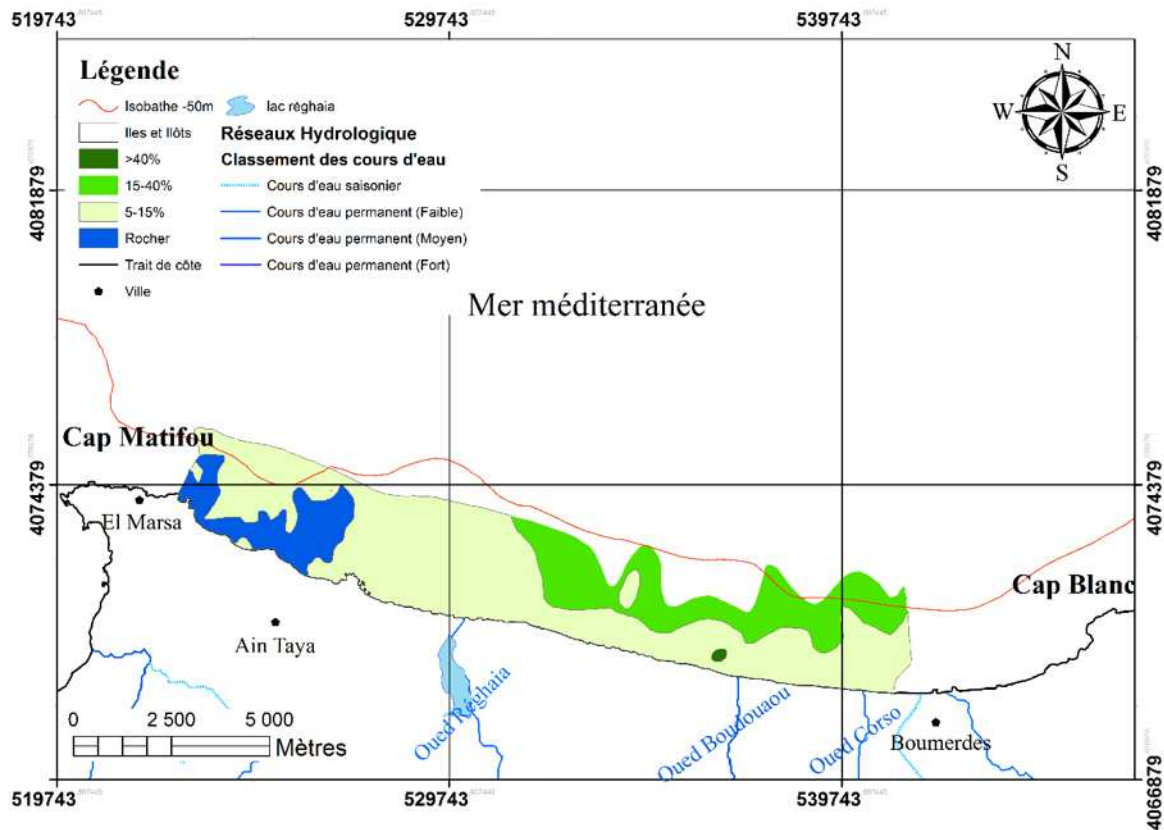 519743 529743 539743
Légende
Isobathe -50m
lac réghaia
Iles et Ilôts
Réseaux Hydrologique
>40%
Classement des cours d'eau
15-40%
Cours d'eau saisonier
5-15%
Cours d'eau permanent (Faible)
Rocher
Cours d'eau permanent (Moyen)
Trait de côte
Cours d'eau permanent (Fort)
Ville
N
W E
S
4081879 4081879
Mer méditerranée
Cap Matifou
4074379 4074379
El Marsa
Cap Blanc
Ain Taya
Oued Réghaia
Oued Boudouaou
Oued Corso
Boumerdes
0 2 500 5 000
Mètres
4066879 4066879
519743 529743 539743